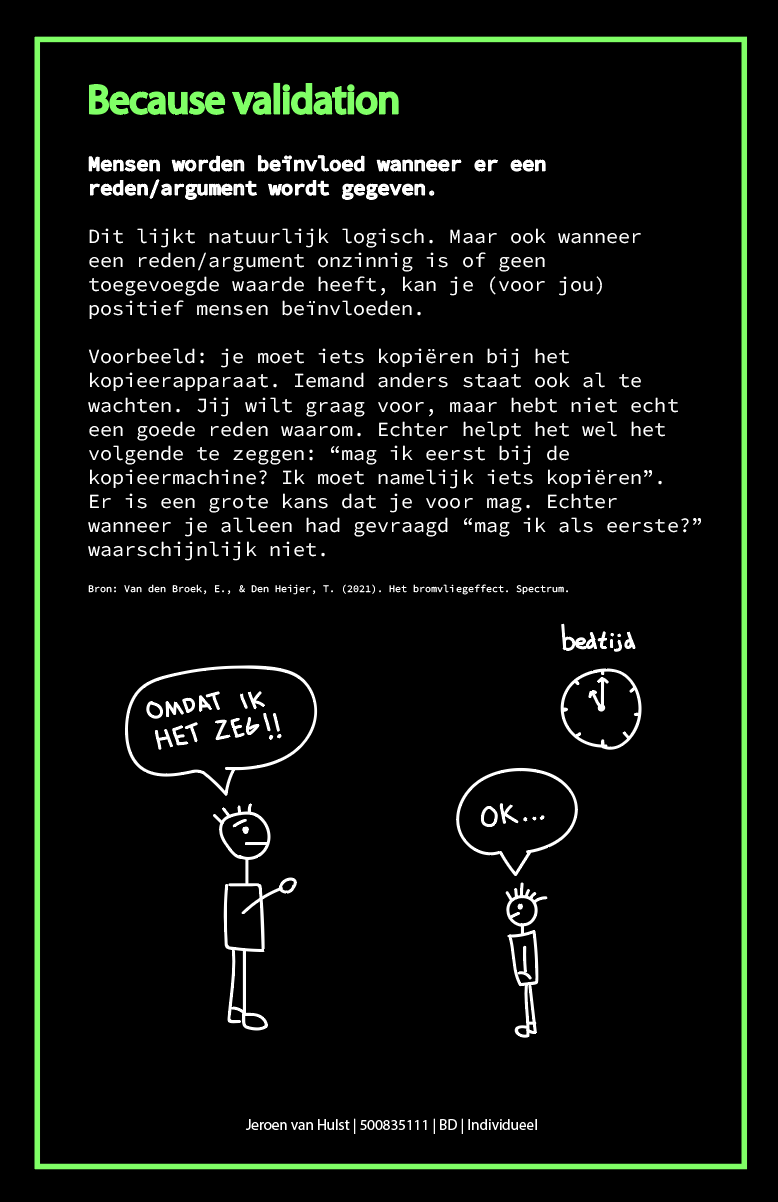 Because validation
Mensen worden beïnvloed wanneer er een
reden/argument wordt gegeven.
Dit lijkt natuurlijk logisch. Maar ook wanneer
een reden/argument onzinnig is of geen
toegevoegde waarde heeft, kan je (voor jou)
positief mensen beïnvloeden.
Voorbeeld: je moet iets kopiëren bij het
kopieerapparaat. Iemand anders staat ook al te
wachten. Jij wilt graag voor, maar hebt niet echt
een goede reden waarom. Echter helpt het wel het
volgende te zeggen: “mag ik eerst bij de
kopieermachine? Ik moet namelijk iets kopiëren”.
Er is een grote kans dat je voor mag. Echter
wanneer je alleen had gevraagd “mag ik als eerste?”
waarschijnlijk niet.
Bron: Van den Broek, E., & Den Heijer, T. (2021). Het bromvliegeffect. Spectrum.
bedtijd
OMDAT IK
HET ZEG!!
OK...
Jeroen van Hulst | 500835111 | BD | Individueel